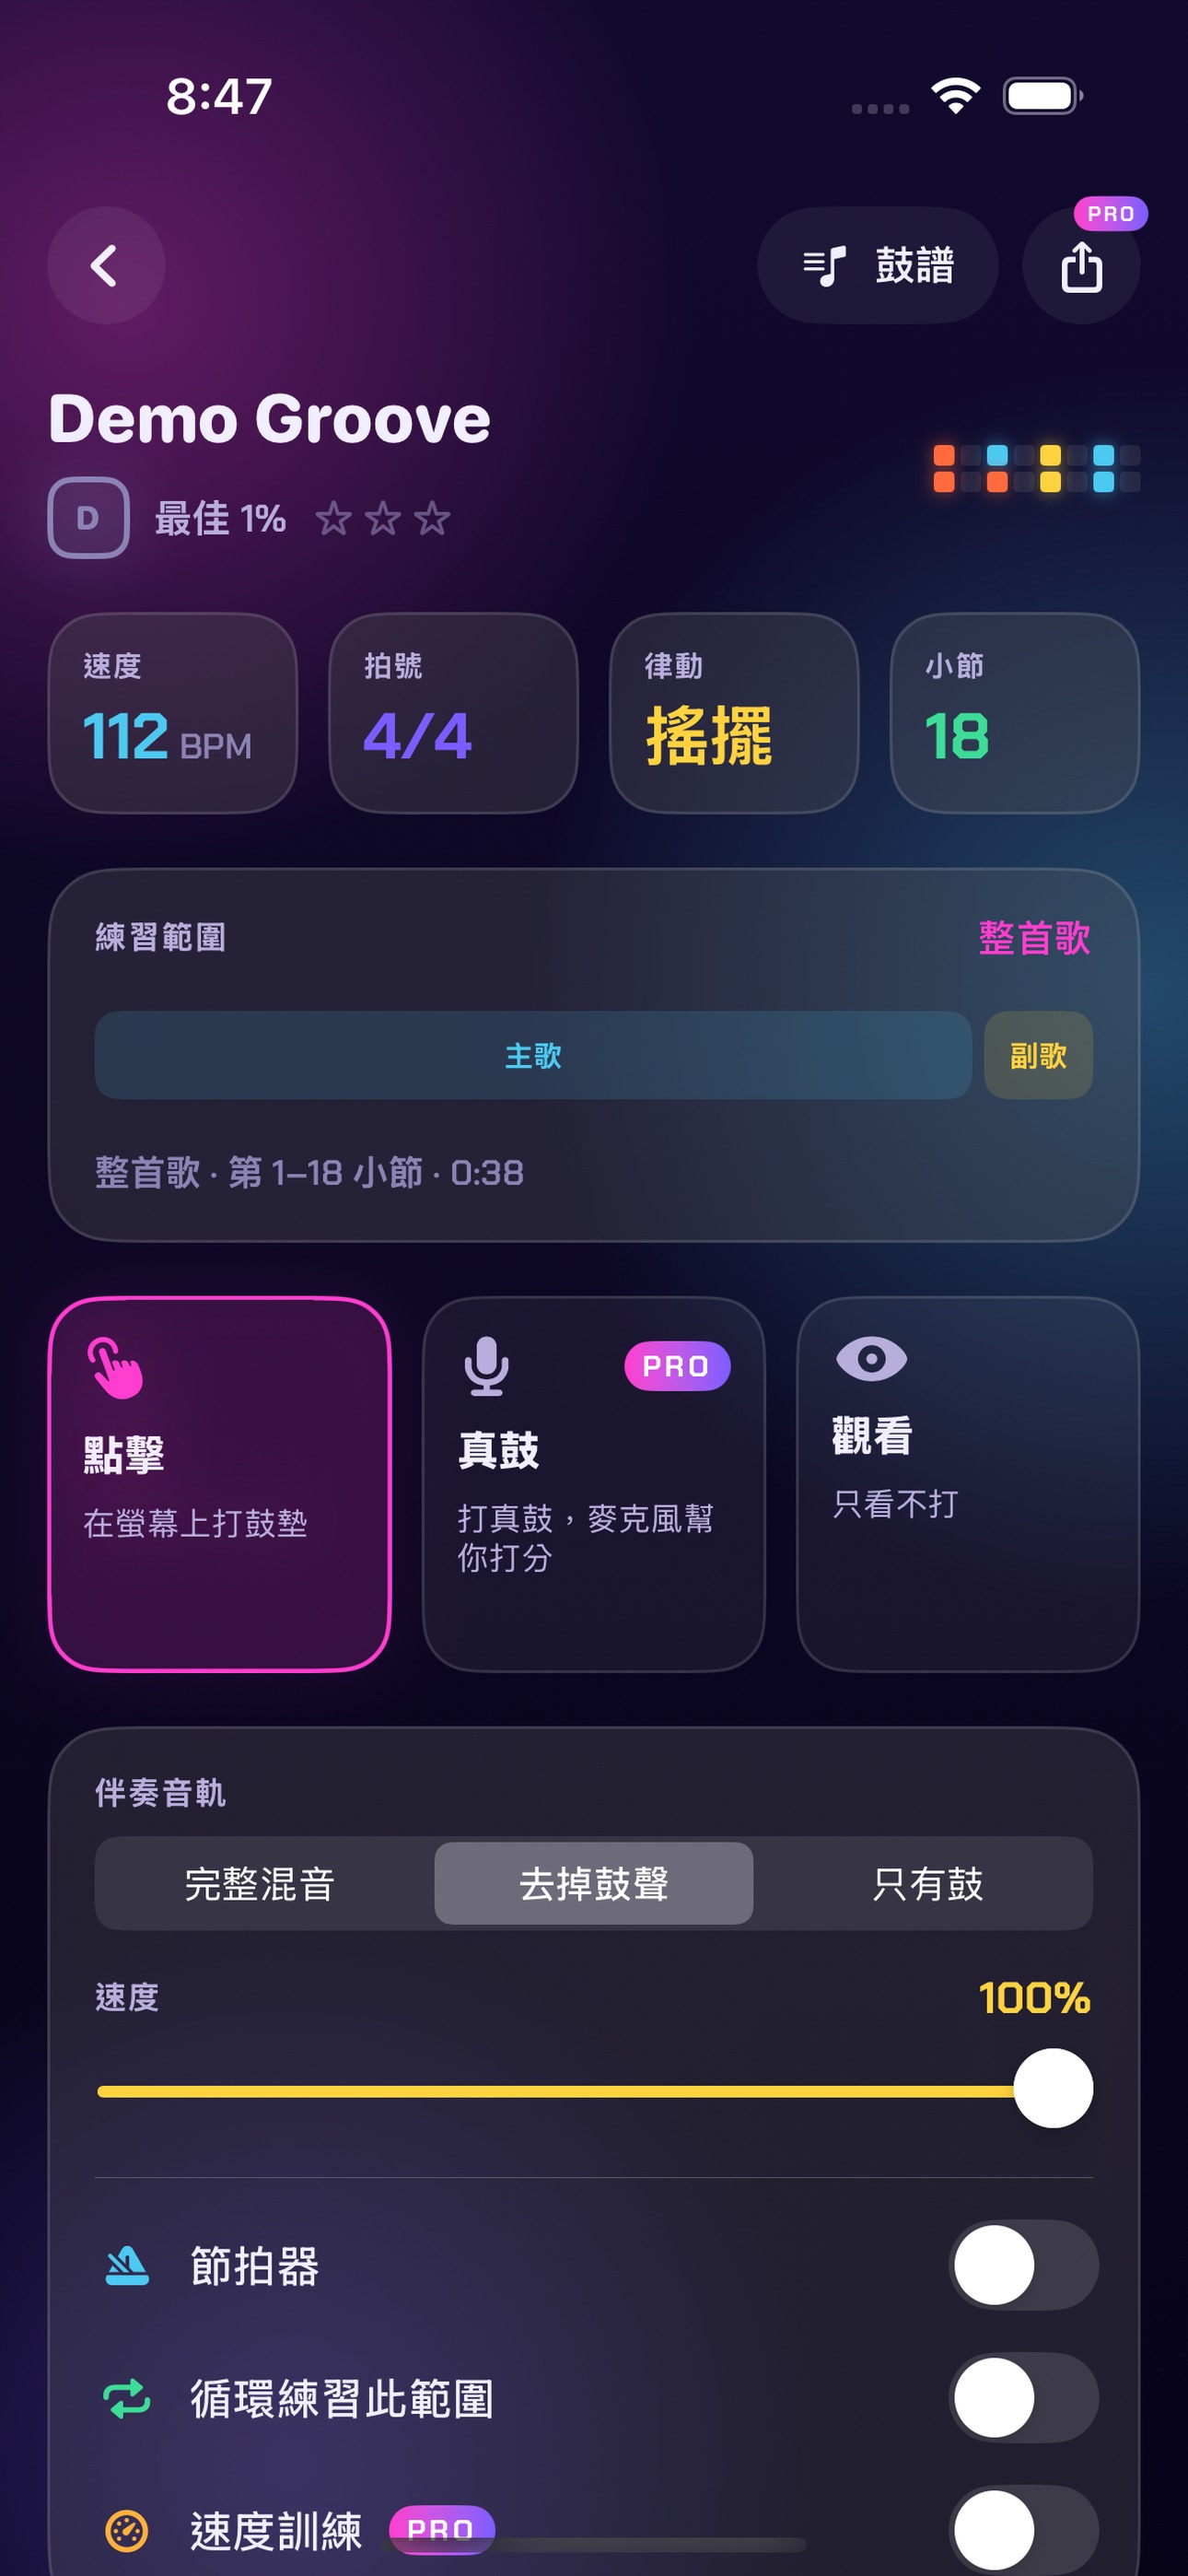 8:47
PRO
鼓譜
Demo Groove
D 最佳 1%
速度 拍號 律動 小節
112 BPM 4/4 搖擺 18
練習範圍 整首歌
主歌 副歌
整首歌 · 第 1–18 小節 · 0:38
PRO
點擊 真鼓 觀看
在螢幕上打鼓墊
打真鼓，麥克風幫
你打分
只看不打
伴奏音軌
完整混音 去掉鼓聲 只有鼓
速度 100%
節拍器
循環練習此範圍
速度訓練 PRO